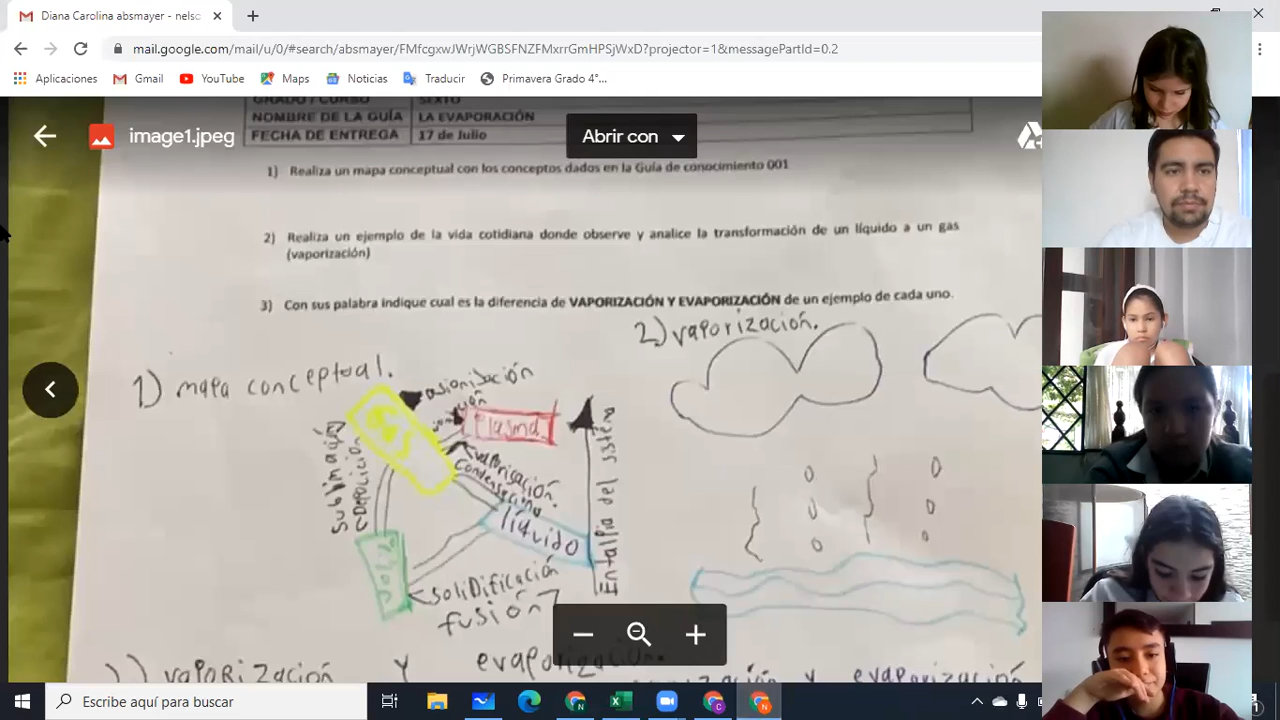 Diana Carolina absmayer - nelso
mail.google.com/mail/u/0/#search/absmayer/FMfcgxwJWrjWGBSFNZFMxrrGmHPSjWxD?projector=1&messagePartId=0.2
Aplicaciones Gmail YouTube Maps Noticias Traducir Primavera Grado 4°...
image1.jpeg
Abrir con
GRADO / CURSO SEXTO
NOMBRE DE LA GUÍA LA EVAPORACIÓN
FECHA DE ENTREGA 17 de Julio
1) Realiza un mapa conceptual con los conceptos dados en la Guía de conocimiento 001
2) Realiza un ejemplo de la vida cotidiana donde observe y analice la transformación de un líquido a un gas
(vaporización)
3) Con sus palabra indique cual es la diferencia de VAPORIZACIÓN Y EVAPORIZACIÓN de un ejemplo de cada uno.
2) vaporización.
1) mapa conceptual.
Plasma
vaporización.
líquido
Entalpía del sistema
soliDificación
fusión
vaporización y evaporización.
y evaporización
Escribe aquí para buscar